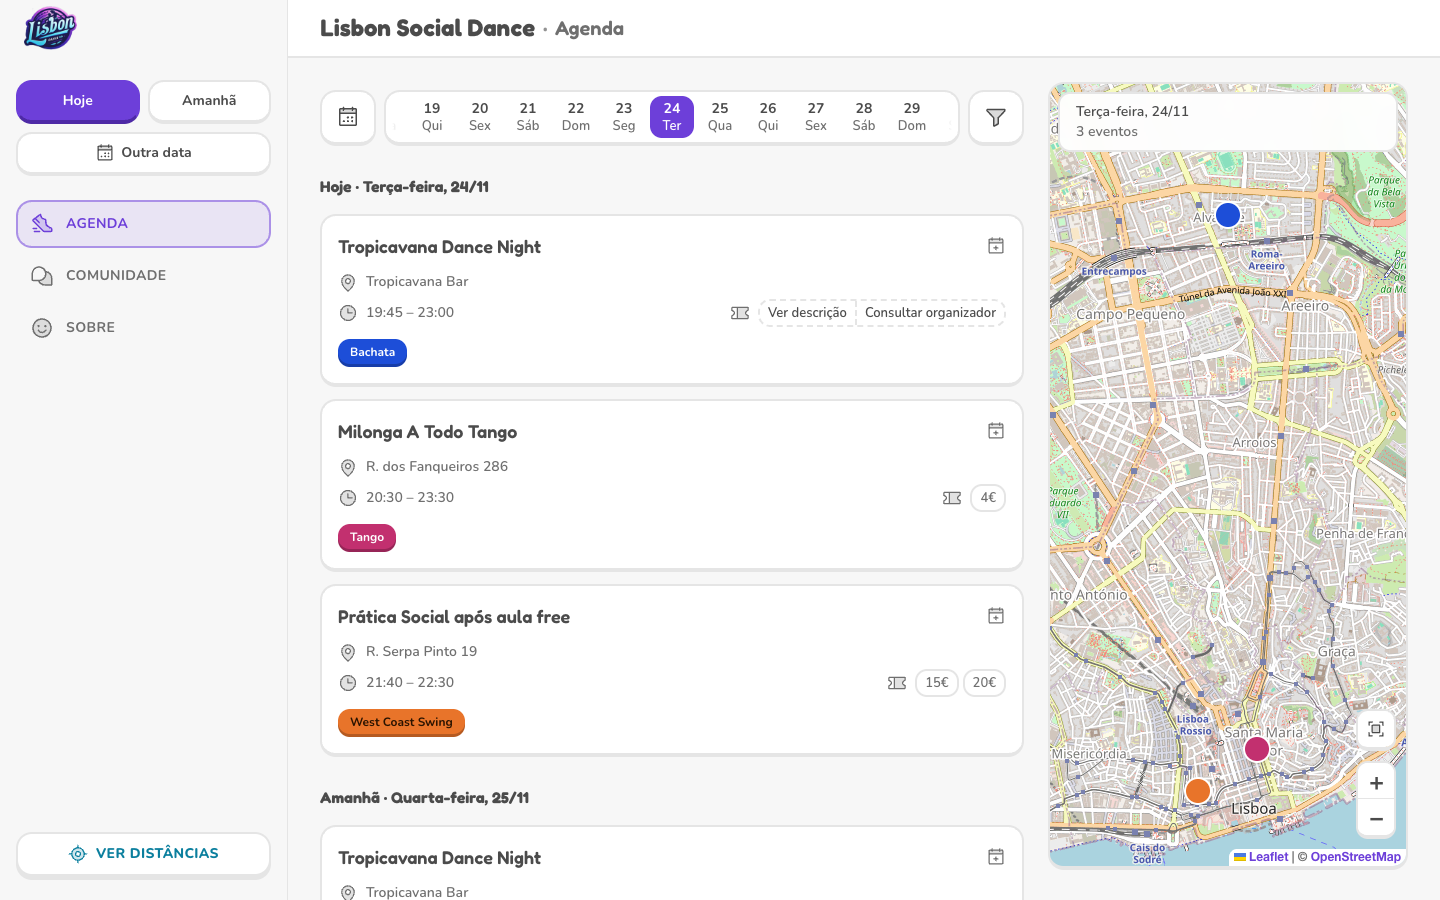 Lisbon
Lisbon Social Dance · Agenda
Hoje
Amanhã
Outra data
AGENDA
COMUNIDADE
SOBRE
VER DISTÂNCIAS
19 20 21 22 23 24 25 26 27 28 29
Qui Sex Sáb Dom Seg Ter Qua Qui Sex Sáb Dom
Hoje · Terça-feira, 24/11
Tropicavana Dance Night
Tropicavana Bar
19:45 – 23:00
Ver descrição
Consultar organizador
Bachata
Milonga A Todo Tango
R. dos Fanqueiros 286
20:30 – 23:30
4€
Tango
Prática Social após aula free
R. Serpa Pinto 19
21:40 – 22:30
15€ 20€
West Coast Swing
Amanhã · Quarta-feira, 25/11
Tropicavana Dance Night
Tropicavana Bar
Terça-feira, 24/11
3 eventos
Parque
da Bela
Vista
Roma-
Areeiro
Entrecampos
Túnel da Avenida João XXI
Areeiro
Campo Pequeno
Arroios
Parque
VII
Penha de
nto António
Graça
Lisboa
Rossio
Santa Maria
Misericórdia
Lisboa
Cais do
Sodré
+
−
Leaflet | © OpenStreetMap